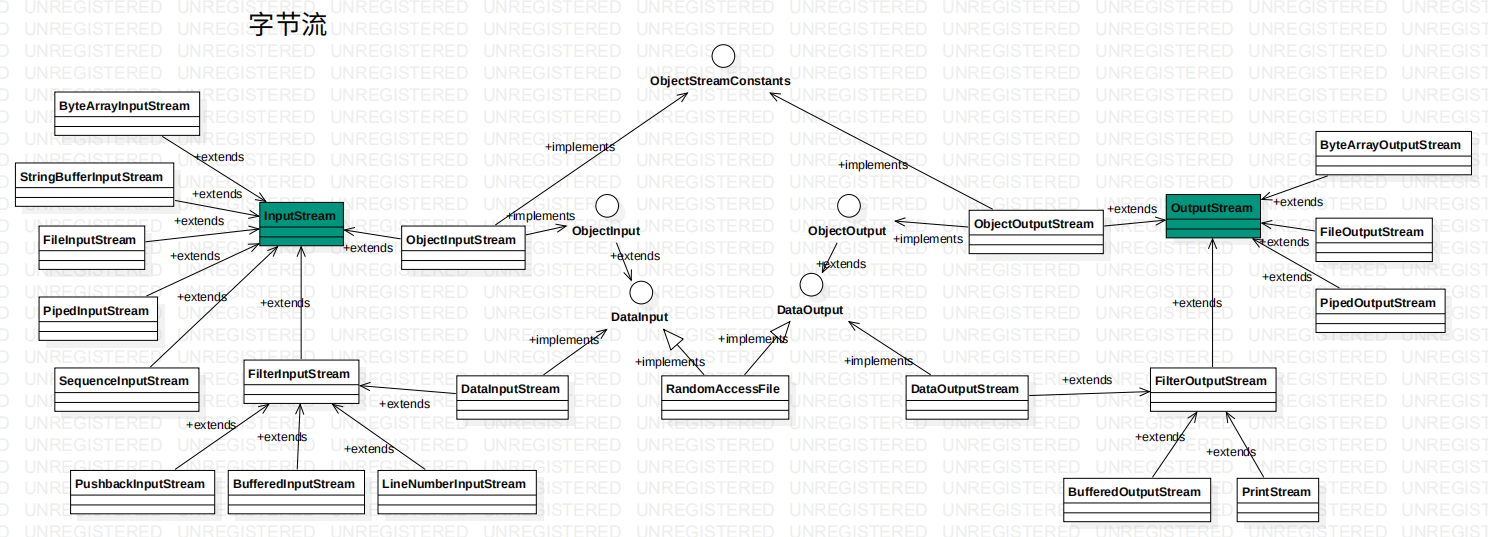 字节流
ObjectStreamConstants
ByteArrayInputStream
+extends
StringBufferInputStream
+extends
InputStream
+extends
FileInputStream
+extends
PipedInputStream
+extends
SequenceInputStream
+extends
FilterInputStream
+extends
PushbackInputStream
+extends
BufferedInputStream
+extends
LineNumberInputStream
+extends
ObjectInputStream
+implements
+implements
+extends
ObjectInput
+extends
DataInput
+implements
DataInputStream
+extends
+implements
RandomAccessFile
+implements
ObjectOutput
+extends
DataOutput
+implements
DataOutputStream
+extends
+implements
ObjectOutputStream
+implements
+extends
OutputStream
ByteArrayOutputStream
+extends
FileOutputStream
+extends
PipedOutputStream
+extends
FilterOutputStream
+extends
BufferedOutputStream
+extends
PrintStream
+extends
UNREGISTERED